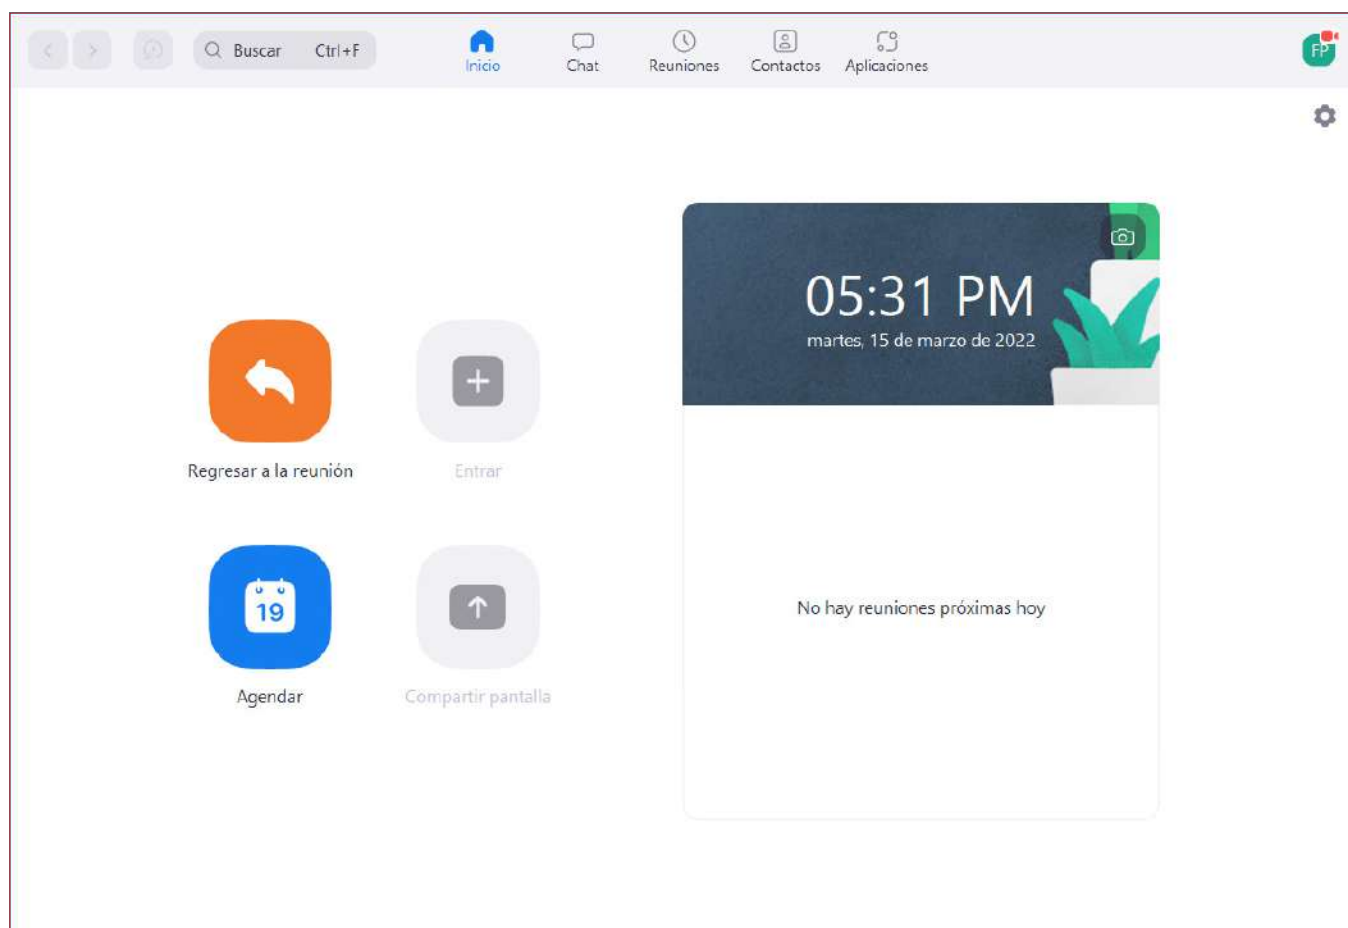 Buscar Ctrl+F
Inicio
Chat
Reuniones
Contactos
Aplicaciones
FP
05:31 PM
martes, 15 de marzo de 2022
Regresar a la reunión
Entrar
19
Agendar
Compartir pantalla
No hay reuniones próximas hoy